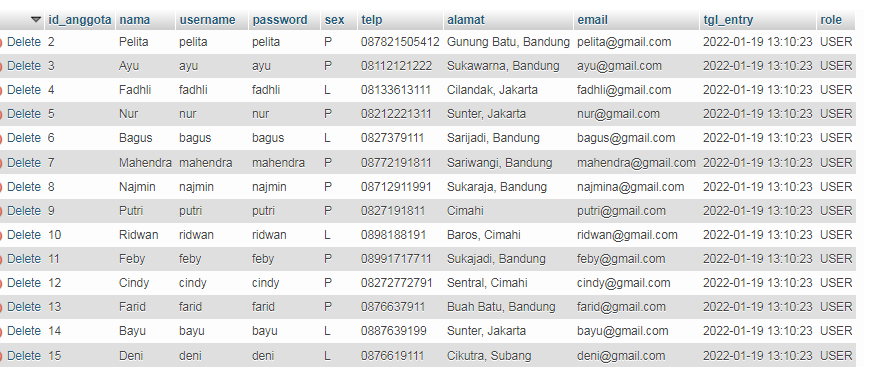 id_anggota nama username password sex telp alamat email tgl_entry role
Delete 2 Pelita pelita pelita P 087821505412 Gunung Batu, Bandung pelita@gmail.com 2022-01-19 13:10:23 USER
Delete 3 Ayu ayu ayu P 08112121222 Sukawarna, Bandung ayu@gmail.com 2022-01-19 13:10:23 USER
Delete 4 Fadhli fadhli fadhli L 08133613111 Cilandak, Jakarta fadhli@gmail.com 2022-01-19 13:10:23 USER
Delete 5 Nur nur nur P 08212221311 Sunter, Jakarta nur@gmail.com 2022-01-19 13:10:23 USER
Delete 6 Bagus bagus bagus L 0827379111 Sarijadi, Bandung bagus@gmail.com 2022-01-19 13:10:23 USER
Delete 7 Mahendra mahendra mahendra P 08772191811 Sariwangi, Bandung mahendra@gmail.com 2022-01-19 13:10:23 USER
Delete 8 Najmin najmin najmin P 08712911991 Sukaraja, Bandung najmina@gmail.com 2022-01-19 13:10:23 USER
Delete 9 Putri putri putri P 0827191811 Cimahi putri@gmail.com 2022-01-19 13:10:23 USER
Delete 10 Ridwan ridwan ridwan L 0898188191 Baros, Cimahi ridwan@gmail.com 2022-01-19 13:10:23 USER
Delete 11 Feby feby feby P 08991717711 Sukajadi, Bandung feby@gmail.com 2022-01-19 13:10:23 USER
Delete 12 Cindy cindy cindy P 08272772791 Sentral, Cimahi cindy@gmail.com 2022-01-19 13:10:23 USER
Delete 13 Farid farid farid P 0876637911 Buah Batu, Bandung farid@gmail.com 2022-01-19 13:10:23 USER
Delete 14 Bayu bayu bayu L 0887639199 Sunter, Jakarta bayu@gmail.com 2022-01-19 13:10:23 USER
Delete 15 Deni deni deni L 0876619111 Cikutra, Subang deni@gmail.com 2022-01-19 13:10:23 USER